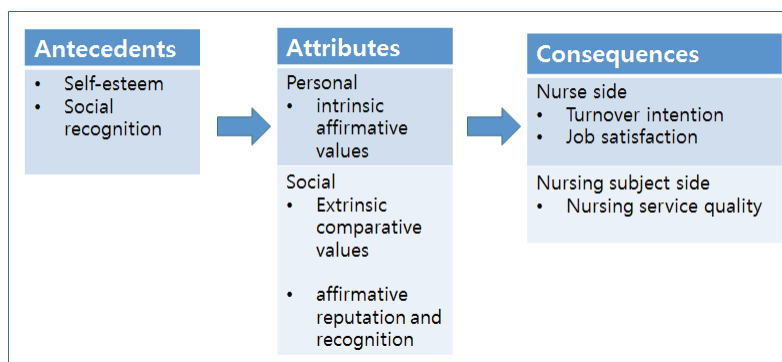 Antecedents
• Self-esteem
• Social
recognition
Attributes
Personal
• intrinsic
affirmative
values
Social
• Extrinsic
comparative
values
• affirmative
reputation and
recognition
Consequences
Nurse side
• Turnover intention
• Job satisfaction
Nursing subject side
• Nursing service quality